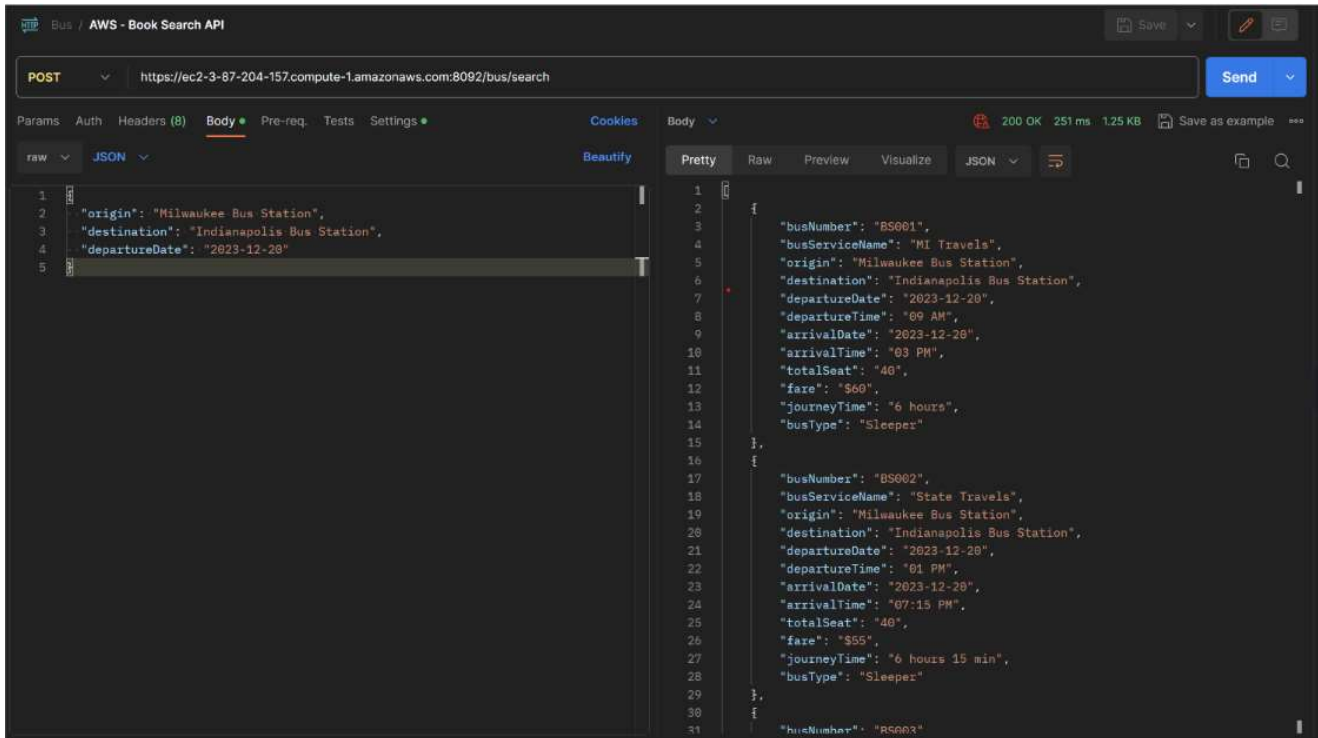 HTTP Bus / AWS - Book Search API Save
POST https://ec2-3-87-204-157.compute-1.amazonaws.com:8092/bus/search Send
Params Auth Headers (8) Body Pre-req. Tests Settings Cookies
raw JSON Beautify
1 {
2 "origin": "Milwaukee Bus Station",
3 "destination": "Indianapolis Bus Station",
4 "departureDate": "2023-12-20"
5 }
Body 200 OK 251 ms 1.25 KB Save as example
Pretty Raw Preview Visualize JSON
1 [
2 {
3 "busNumber": "BS001",
4 "busServiceName": "MI Travels",
5 "origin": "Milwaukee Bus Station",
6 "destination": "Indianapolis Bus Station",
7 "departureDate": "2023-12-20",
8 "departureTime": "09 AM",
9 "arrivalDate": "2023-12-20",
10 "arrivalTime": "03 PM",
11 "totalSeat": "40",
12 "fare": "$60",
13 "journeyTime": "6 hours",
14 "busType": "Sleeper"
15 },
16 {
17 "busNumber": "BS002",
18 "busServiceName": "State Travels",
19 "origin": "Milwaukee Bus Station",
20 "destination": "Indianapolis Bus Station",
21 "departureDate": "2023-12-20",
22 "departureTime": "01 PM",
23 "arrivalDate": "2023-12-20",
24 "arrivalTime": "07:15 PM",
25 "totalSeat": "40",
26 "fare": "$55",
27 "journeyTime": "6 hours 15 min",
28 "busType": "Sleeper"
29 },
30 {
31 "busNumber": "BS003"